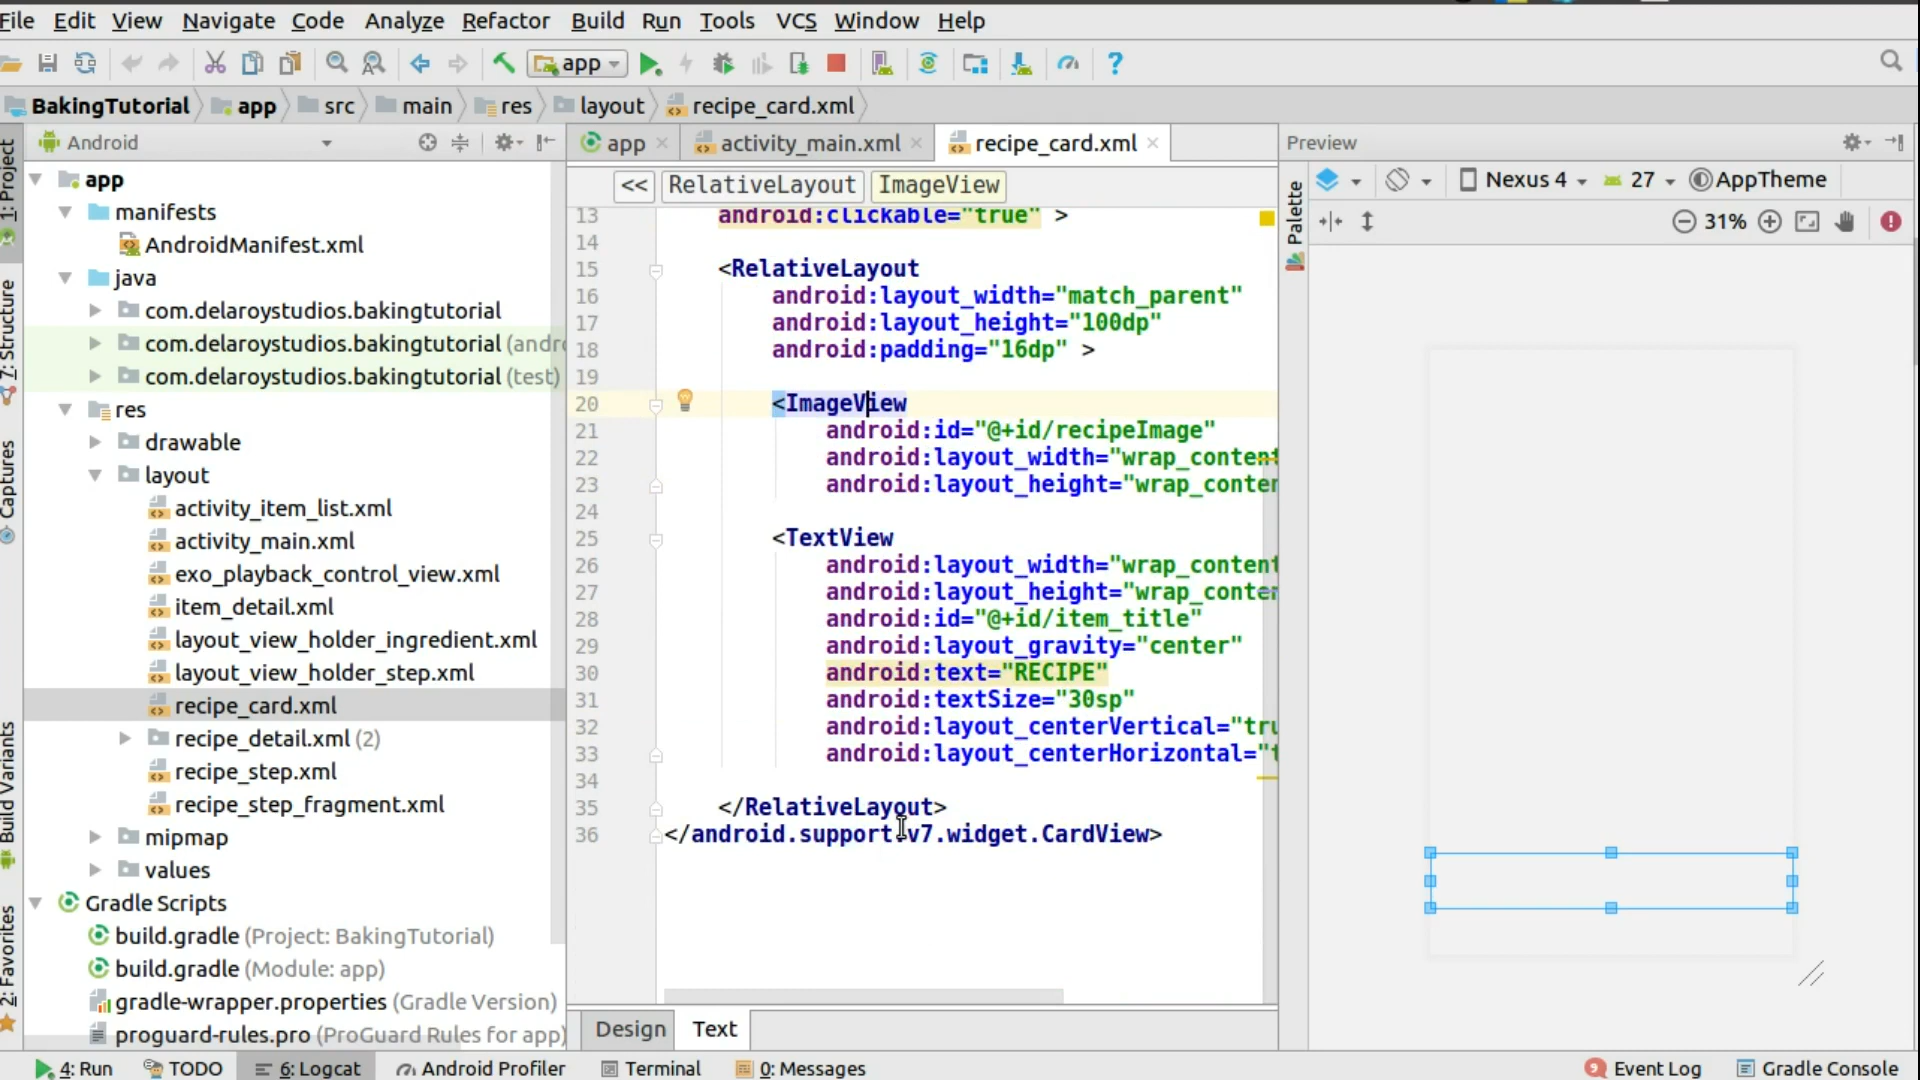 File Edit View Navigate Code Analyze Refactor Build Run Tools VCS Window Help
app
BakingTutorial app src main res layout recipe_card.xml
Android
app activity_main.xml recipe_card.xml
Preview
<< RelativeLayout ImageView
Nexus 4 27 AppTheme
31%
1: Project
7: Structure
Captures
Build Variants
2: Favorites
app
manifests
AndroidManifest.xml
java
com.delaroystudios.bakingtutorial
com.delaroystudios.bakingtutorial (andro
com.delaroystudios.bakingtutorial (test)
res
drawable
layout
activity_item_list.xml
activity_main.xml
exo_playback_control_view.xml
item_detail.xml
layout_view_holder_ingredient.xml
layout_view_holder_step.xml
recipe_card.xml
recipe_detail.xml (2)
recipe_step.xml
recipe_step_fragment.xml
mipmap
values
Gradle Scripts
build.gradle (Project: BakingTutorial)
build.gradle (Module: app)
gradle-wrapper.properties (Gradle Version)
proguard-rules.pro (ProGuard Rules for app)
13 android:clickable="true" >
14
15 <RelativeLayout
16 android:layout_width="match_parent"
17 android:layout_height="100dp"
18 android:padding="16dp" >
19
20 <ImageView
21 android:id="@+id/recipeImage"
22 android:layout_width="wrap_content
23 android:layout_height="wrap_conten
24
25 <TextView
26 android:layout_width="wrap_content
27 android:layout_height="wrap_conten
28 android:id="@+id/item_title"
29 android:layout_gravity="center"
30 android:text="RECIPE"
31 android:textSize="30sp"
32 android:layout_centerVertical="tru
33 android:layout_centerHorizontal="t
34
35 </RelativeLayout>
36 </android.support.v7.widget.CardView>
Palette
Design Text
4: Run TODO 6: Logcat Android Profiler Terminal 0: Messages Event Log Gradle Console